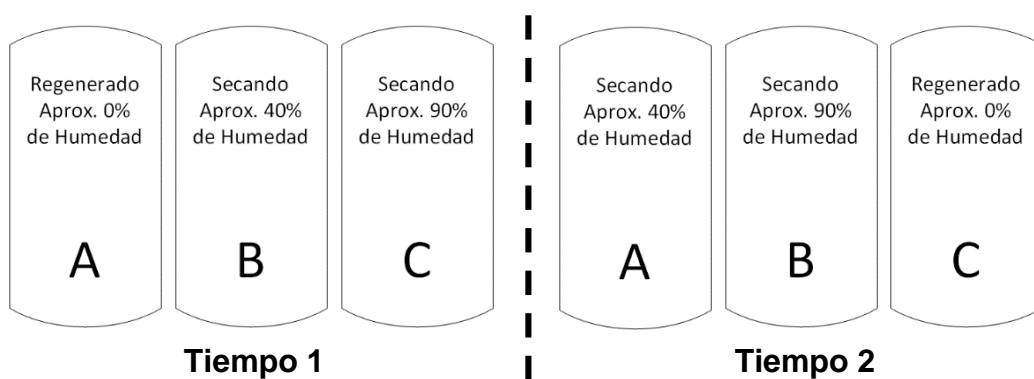 Regenerado
Aprox. 0%
de Humedad
A
Secando
Aprox. 40%
de Humedad
B
Secando
Aprox. 90%
de Humedad
C
Tiempo 1
Secando
Aprox. 40%
de Humedad
A
Secando
Aprox. 90%
de Humedad
B
Regenerado
Aprox. 0%
de Humedad
C
Tiempo 2